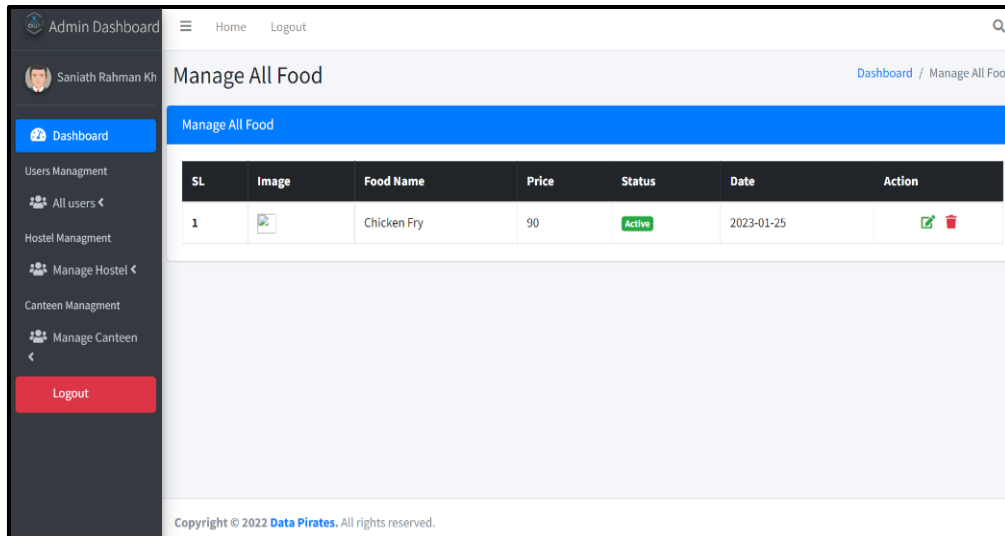 Admin Dashboard
Home Logout
Saniath Rahman Kh
Manage All Food
Dashboard / Manage All Foo
Dashboard
Manage All Food
Users Managment
All users
Hostel Managment
Manage Hostel
Canteen Managment
Manage Canteen
Logout
SL Image Food Name Price Status Date Action
1 Chicken Fry 90 Active 2023-01-25
Copyright © 2022 Data Pirates. All rights reserved.